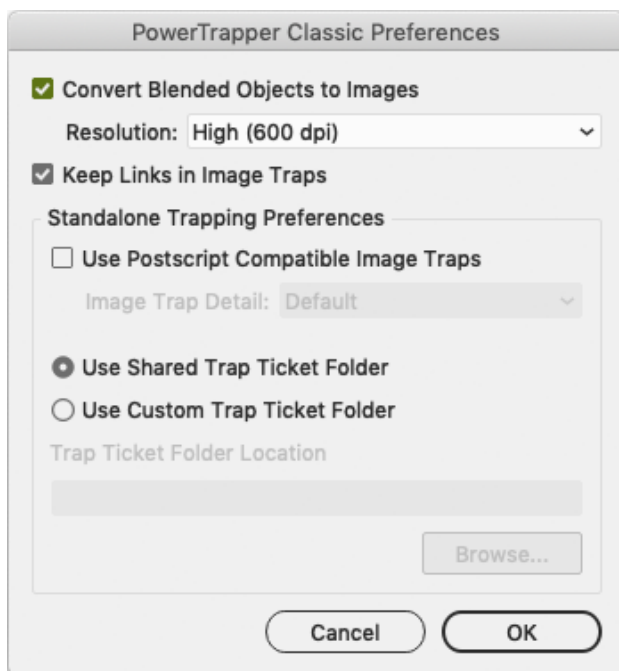 PowerTrapper Classic Preferences
Convert Blended Objects to Images
Resolution: High (600 dpi)
Keep Links in Image Traps
Standalone Trapping Preferences
Use Postscript Compatible Image Traps
Image Trap Detail: Default
Use Shared Trap Ticket Folder
Use Custom Trap Ticket Folder
Trap Ticket Folder Location
Browse...
Cancel OK